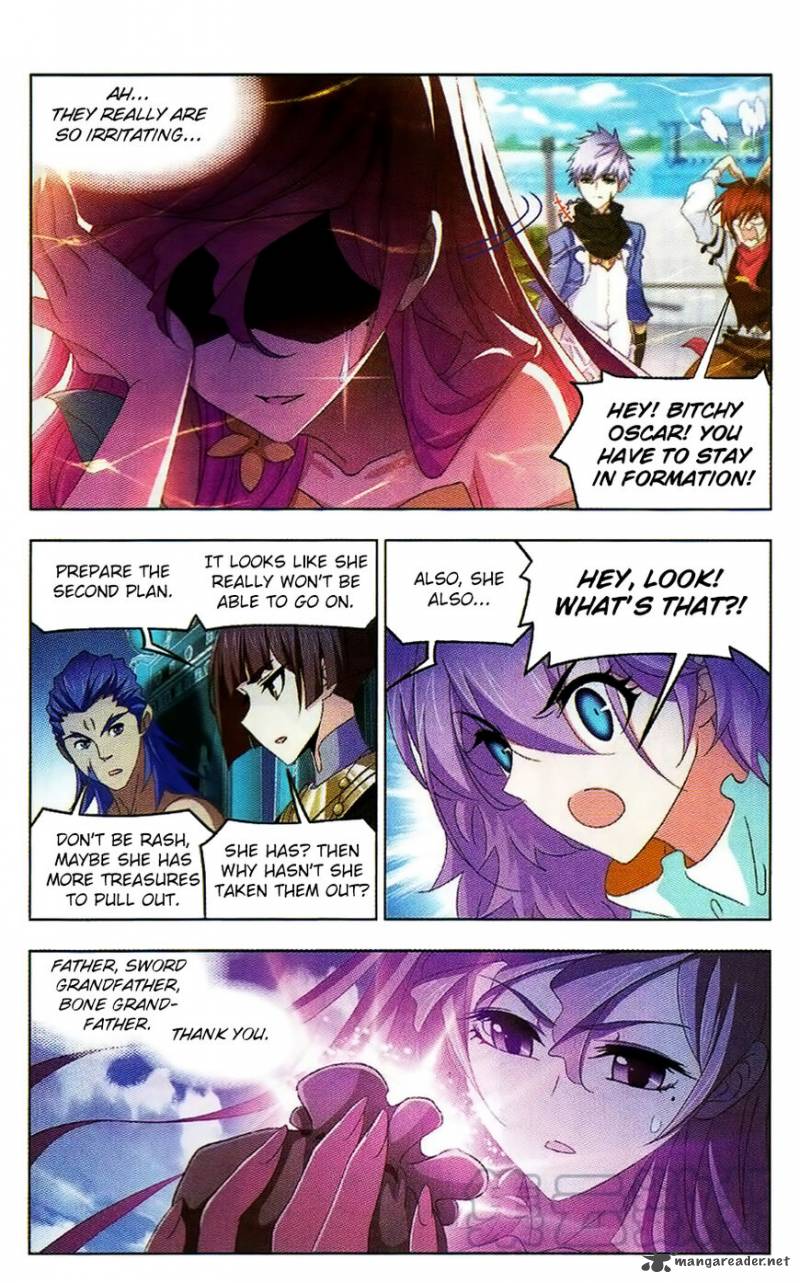 AH...
THEY REALLY ARE
SO IRRITATING...
HEY! BITCHY
OSCAR! YOU
HAVE TO STAY
IN FORMATION!
PREPARE THE
SECOND PLAN.
IT LOOKS LIKE SHE
REALLY WON'T BE
ABLE TO GO ON.
DON'T BE RASH,
MAYBE SHE HAS
MORE TREASURES
TO PULL OUT.
SHE HAS? THEN
WHY HASN'T SHE
TAKEN THEM OUT?
ALSO, SHE
ALSO...
HEY, LOOK!
WHAT'S THAT?!
FATHER, SWORD
GRANDFATHER,
BONE GRAND-
FATHER.
THANK YOU.
mangareader.net